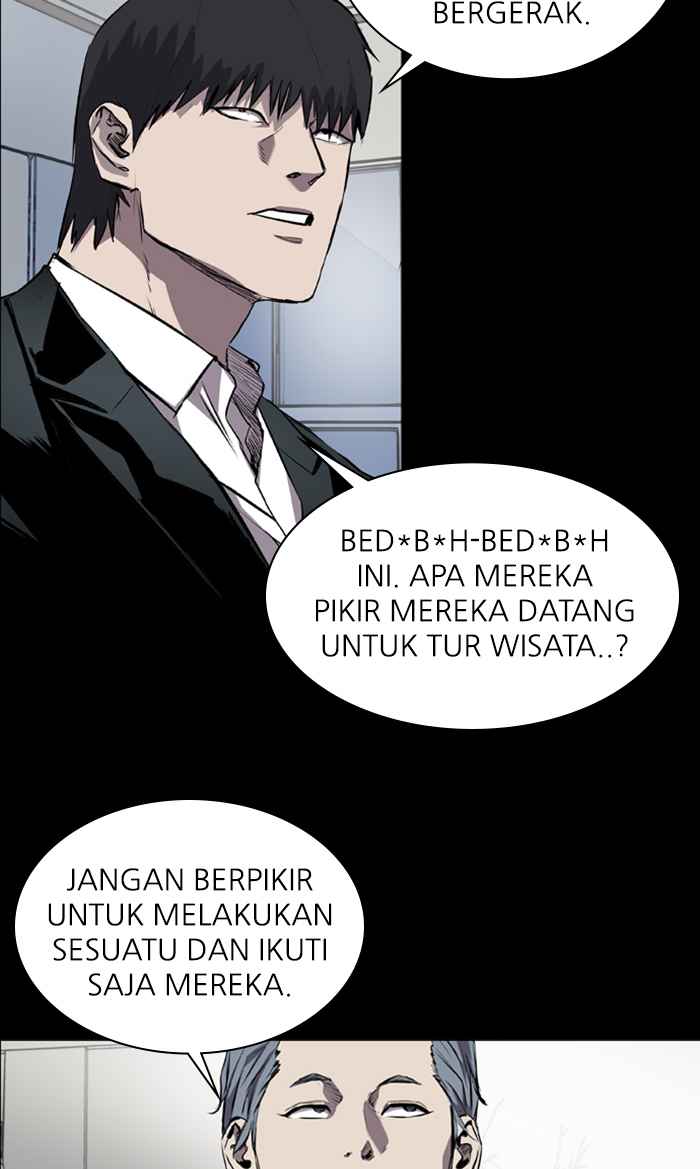 BERGERAK.
BED*B*H-BED*B*H
INI. APA MEREKA
PIKIR MEREKA DATANG
UNTUK TUR WISATA..?
JANGAN BERPIKIR
UNTUK MELAKUKAN
SESUATU DAN IKUTI
SAJA MEREKA.